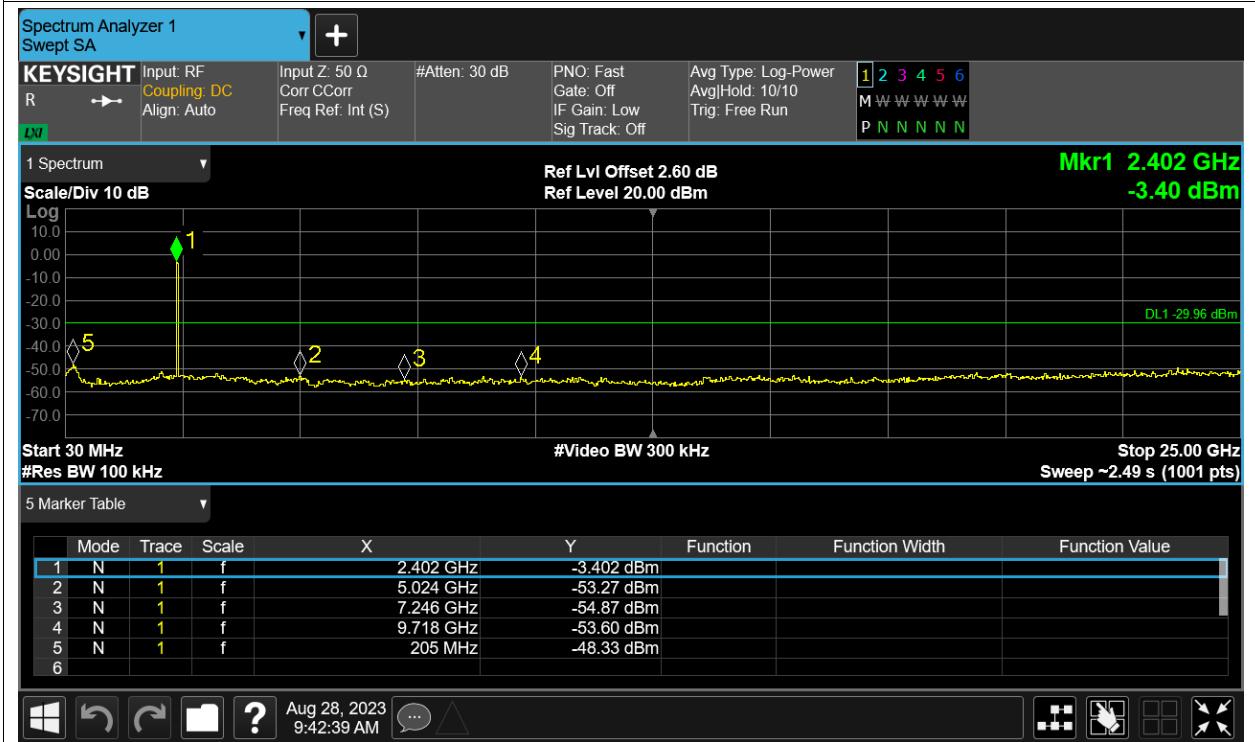 Spectrum Analyzer 1
Swept SA
KEYSIGHT
R
LXI
Input: RF
Coupling: DC
Align: Auto
Input Z: 50 Ω
Corr CCorr
Freq Ref: Int (S)
#Atten: 30 dB
PNO: Fast
Gate: Off
IF Gain: Low
Sig Track: Off
Avg Type: Log-Power
Avg|Hold: 10/10
Trig: Free Run
1 2 3 4 5 6
M W W W W W
P N N N N N
1 Spectrum
Scale/Div 10 dB
Ref Lvl Offset 2.60 dB
Ref Level 20.00 dBm
Mkr1 2.402 GHz
-3.40 dBm
Log
10.0
0.00
-10.0
-20.0
-30.0
-40.0
-50.0
-60.0
-70.0
1
5
2
3
4
DL1 -29.96 dBm
Start 30 MHz
#Res BW 100 kHz
#Video BW 300 kHz
Stop 25.00 GHz
Sweep ~2.49 s (1001 pts)
5 Marker Table
Mode Trace Scale X Y Function Function Width Function Value
1 N 1 f 2.402 GHz -3.402 dBm
2 N 1 f 5.024 GHz -53.27 dBm
3 N 1 f 7.246 GHz -54.87 dBm
4 N 1 f 9.718 GHz -53.60 dBm
5 N 1 f 205 MHz -48.33 dBm
6
?
Aug 28, 2023
9:42:39 AM